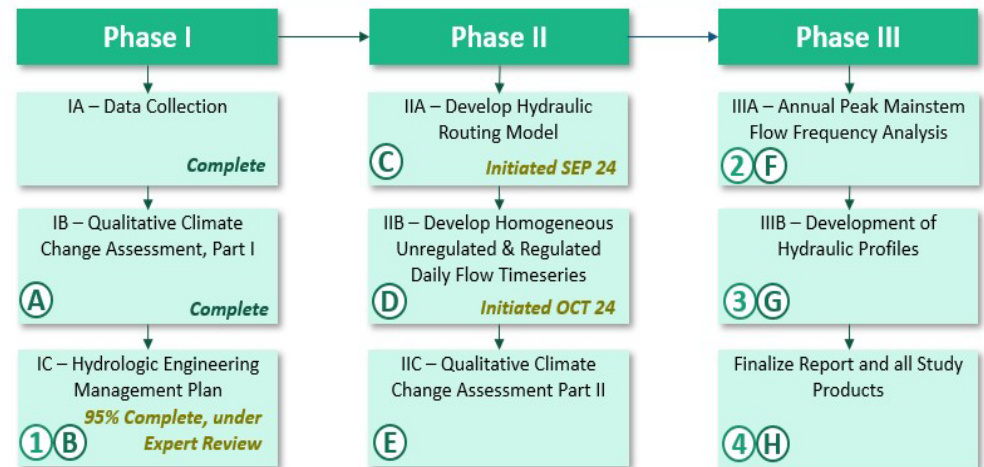 Phase I
IA – Data Collection
Complete
IB – Qualitative Climate
Change Assessment, Part I
A
Complete
IC – Hydrologic Engineering
Management Plan
95% Complete, under
Expert Review
1 B
Phase II
IIA – Develop Hydraulic
Routing Model
C
Initiated SEP 24
IIB – Develop Homogeneous
Unregulated & Regulated
Daily Flow Timeseries
D
Initiated OCT 24
IIC – Qualitative Climate
Change Assessment Part II
E
Phase III
IIIA – Annual Peak Mainstem
Flow Frequency Analysis
2 F
IIIB – Development of
Hydraulic Profiles
3 G
Finalize Report and all Study
Products
4 H